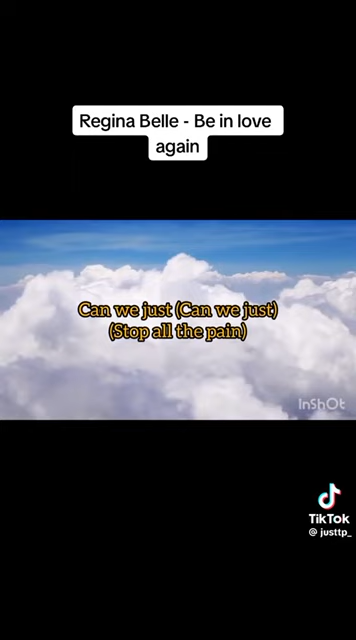 Regina Belle - Be in love
again
Can we just (Can we just)
(Stop all the pain)
InShOt
TikTok
@ justtp_